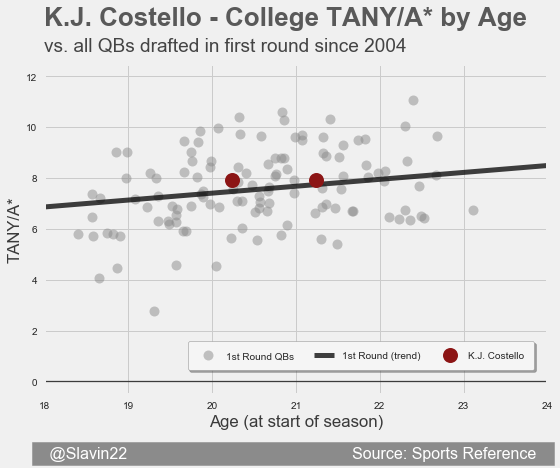 K.J. Costello - College TANY/A* by Age
vs. all QBs drafted in first round since 2004
12
10
8
6
4
2
0
TANY/A*
1st Round QBs 1st Round (trend) K.J. Costello
18 19 20 21 22 23 24
Age (at start of season)
@Slavin22 Source: Sports Reference